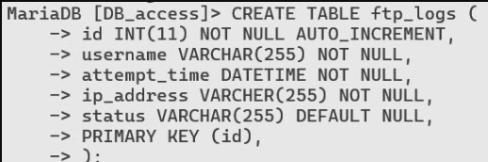 MariaDB [DB_access]> CREATE TABLE ftp_logs (
-> id INT(11) NOT NULL AUTO_INCREMENT,
-> username VARCHAR(255) NOT NULL,
-> attempt_time DATETIME NOT NULL,
-> ip_address VARCHER(255) NOT NULL,
-> status VARCHAR(255) DEFAULT NULL,
-> PRIMARY KEY (id),
-> );